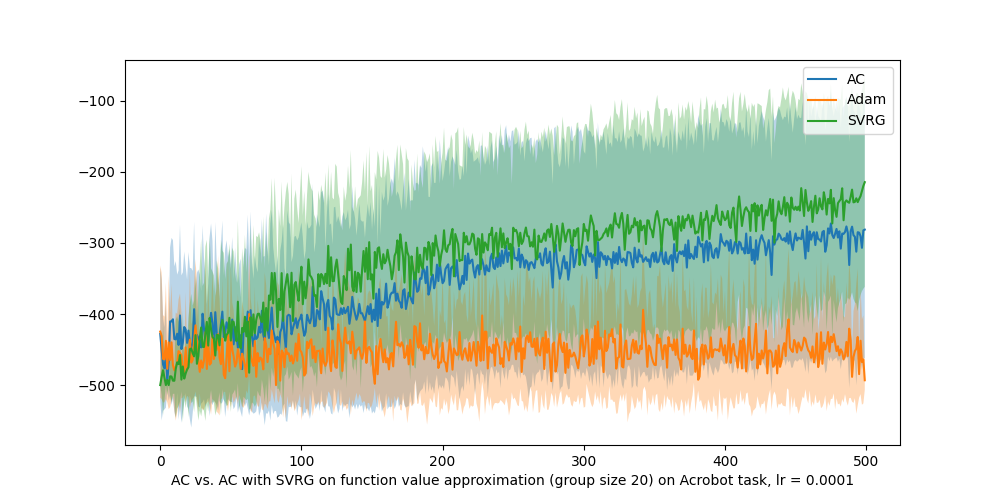 AC
Adam
SVRG
−100
−200
−300
−400
−500
0
100
200
300
400
500
AC vs. AC with SVRG on function value approximation (group size 20) on Acrobot task, lr = 0.0001